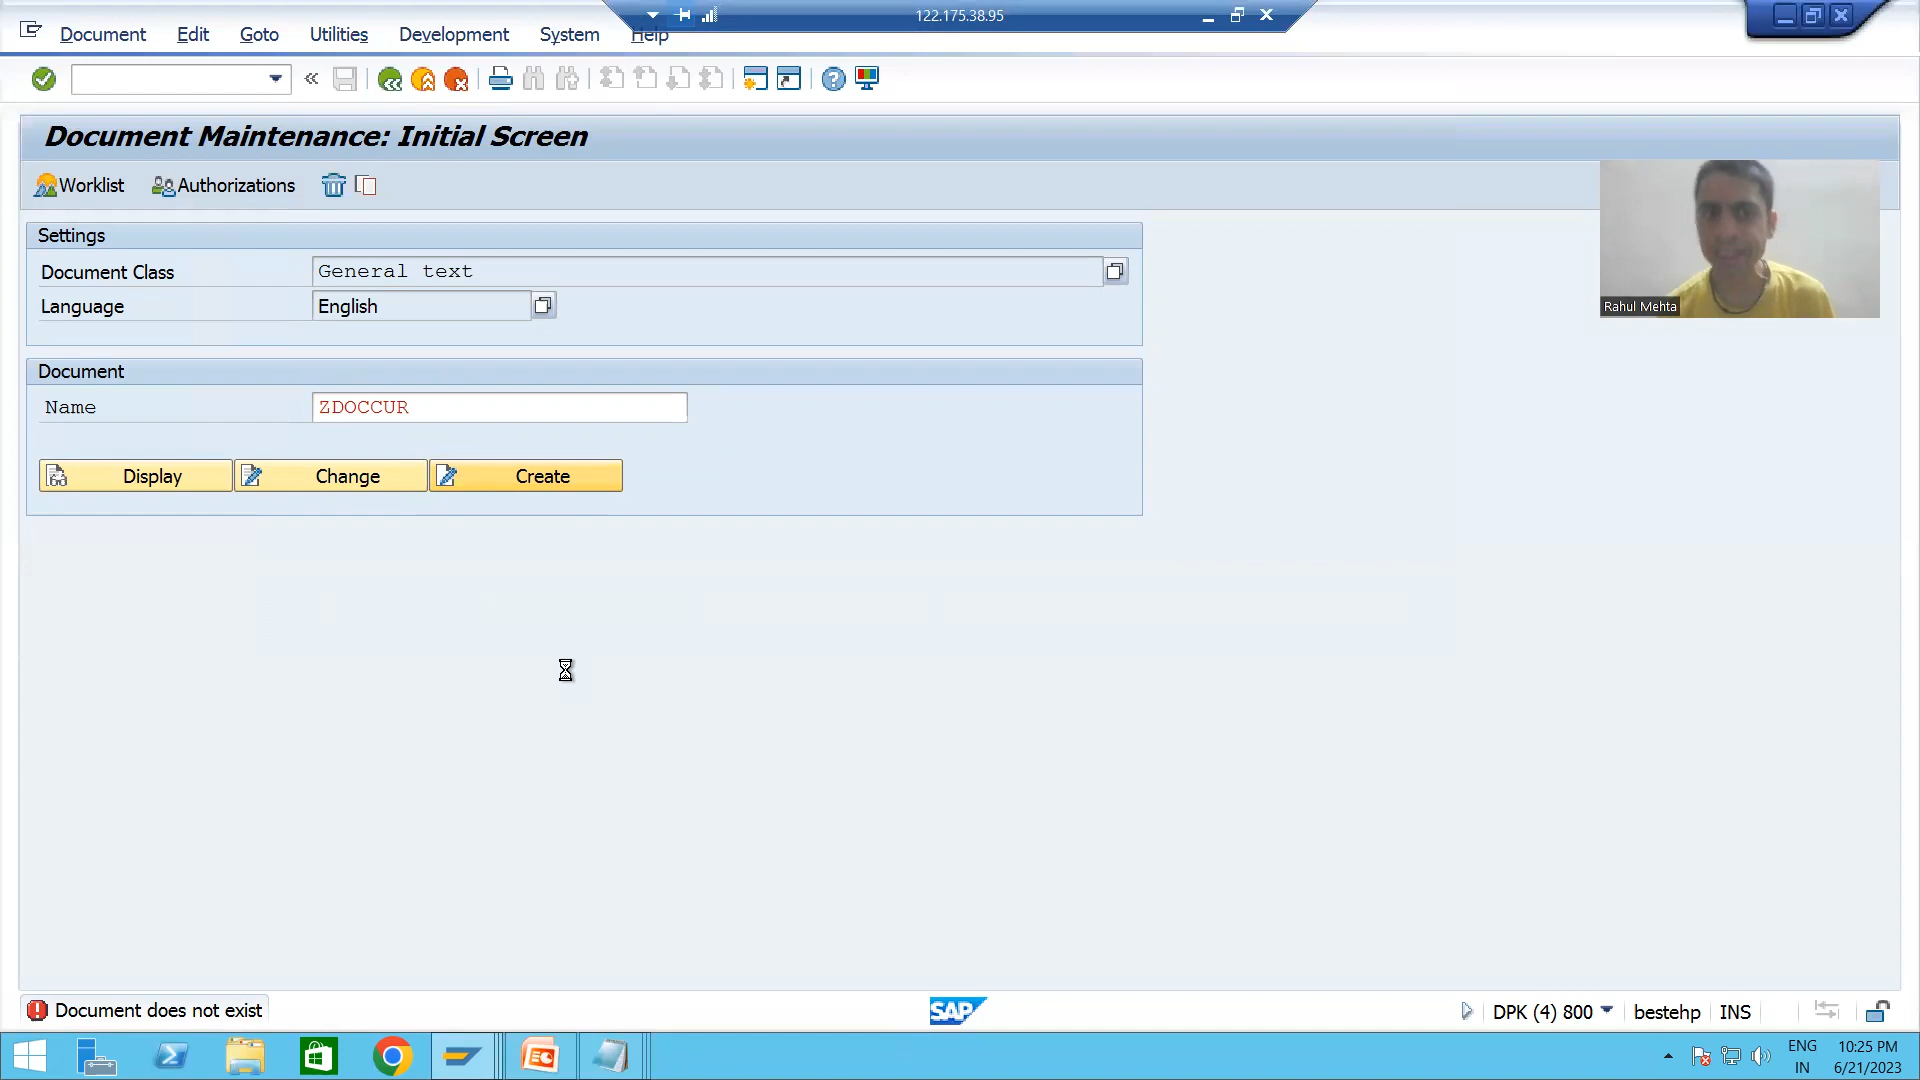 122.175.38.95
Document Edit Goto Utilities Development System Help
Document Maintenance: Initial Screen
Worklist Authorizations
Settings
Document Class General text
Language English
Rahul Mehta
Document
Name ZDOCCUR
Display Change Create
Document does not exist
SAP
DPK (4) 800 bestehp INS
ENG 10:25 PM
IN 6/21/2023